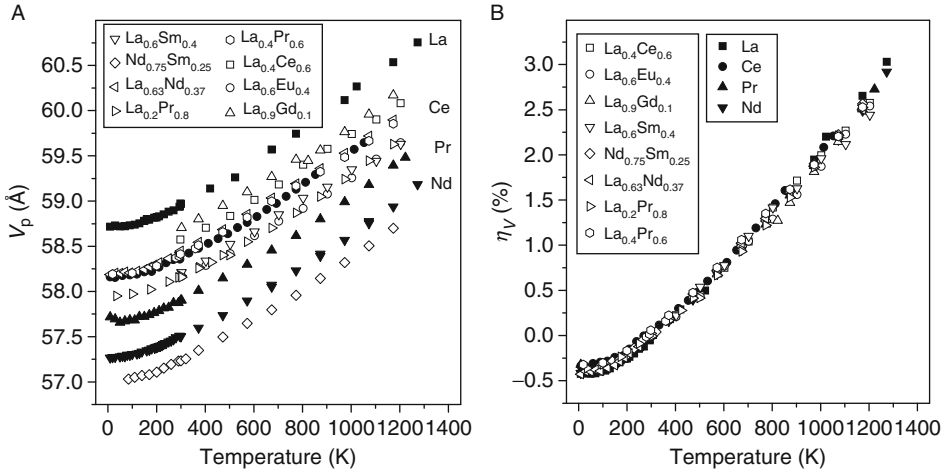 A
La0.6Sm0.4
Nd0.75Sm0.25
La0.63Nd0.37
La0.2Pr0.8
La0.4Pr0.6
La0.4Ce0.6
La0.6Eu0.4
La0.9Gd0.1
La
Ce
Pr
Nd
60.5
60.0
59.5
59.0
58.5
58.0
57.5
57.0
Vp (Å)
0 200 400 600 800 1000 1200 1400
Temperature (K)
B
La0.4Ce0.6
La0.6Eu0.4
La0.9Gd0.1
La0.6Sm0.4
Nd0.75Sm0.25
La0.63Nd0.37
La0.2Pr0.8
La0.4Pr0.6
La
Ce
Pr
Nd
3.0
2.5
2.0
1.5
1.0
0.5
0.0
−0.5
ηV (%)
0 200 400 600 800 1000 1200 1400
Temperature (K)